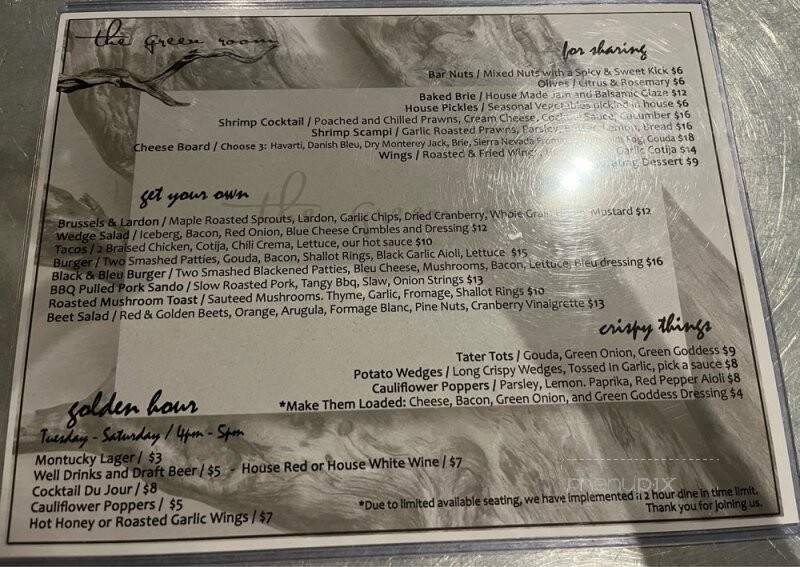 the green room
for sharing
Bar Nuts / Mixed Nuts with a Spicy & Sweet Kick $6
Olives / Citrus & Rosemary $6
Baked Brie / House Made Jam and Balsamic Glaze $12
House Pickles / Seasonal Vegetables pickled in house $6
Shrimp Cocktail / Poached and Chilled Prawns, Cream Cheese, Cocktail Sauce, Cucumber $16
Shrimp Scampi / Garlic Roasted Prawns, Parsley, Lemon, Bread $16
Cheese Board / Choose 3: Havarti, Danish Bleu, Dry Monterey Jack, Brie, Sierra Nevada Fog, Gouda $18
Wings / Roasted & Fried Garlic Cotija $14
Dessert $9
get your own
Brussels & Lardon / Maple Roasted Sprouts, Lardon, Garlic Chips, Dried Cranberry, Whole Grain Mustard $12
Wedge Salad / Iceberg, Bacon, Red Onion, Blue Cheese Crumbles and Dressing $12
Tacos / 2 Braised Chicken, Cotija, Chili Crema, Lettuce, our hot sauce $10
Burger / Two Smashed Patties, Gouda, Bacon, Shallot Rings, Black Garlic Aioli, Lettuce $15
Black & Bleu Burger / Two Smashed Blackened Patties, Bleu Cheese, Mushrooms, Bacon, Lettuce, Bleu dressing $16
BBQ Pulled Pork Sando / Slow Roasted Pork, Tangy Bbq, Slaw, Onion Strings $13
Roasted Mushroom Toast / Sauteed Mushrooms. Thyme, Garlic, Fromage, Shallot Rings $10
Beet Salad / Red & Golden Beets, Orange, Arugula, Formage Blanc, Pine Nuts, Cranberry Vinaigrette $13
crispy things
Tater Tots / Gouda, Green Onion, Green Goddess $9
Potato Wedges / Long Crispy Wedges, Tossed In Garlic, pick a sauce $8
Cauliflower Poppers / Parsley, Lemon. Paprika, Red Pepper Aioli $8
*Make Them Loaded: Cheese, Bacon, Green Onion, and Green Goddess Dressing $4
golden hour
Tuesday - Saturday / 4pm - 5pm
Montucky Lager / $3
Well Drinks and Draft Beer / $5 - House Red or House White Wine / $7
Cocktail Du Jour / $8
Cauliflower Poppers / $5
Hot Honey or Roasted Garlic Wings / $7
*Due to limited available seating, we have implemented a 2 hour dine in time limit.
Thank you for joining us.
menupix